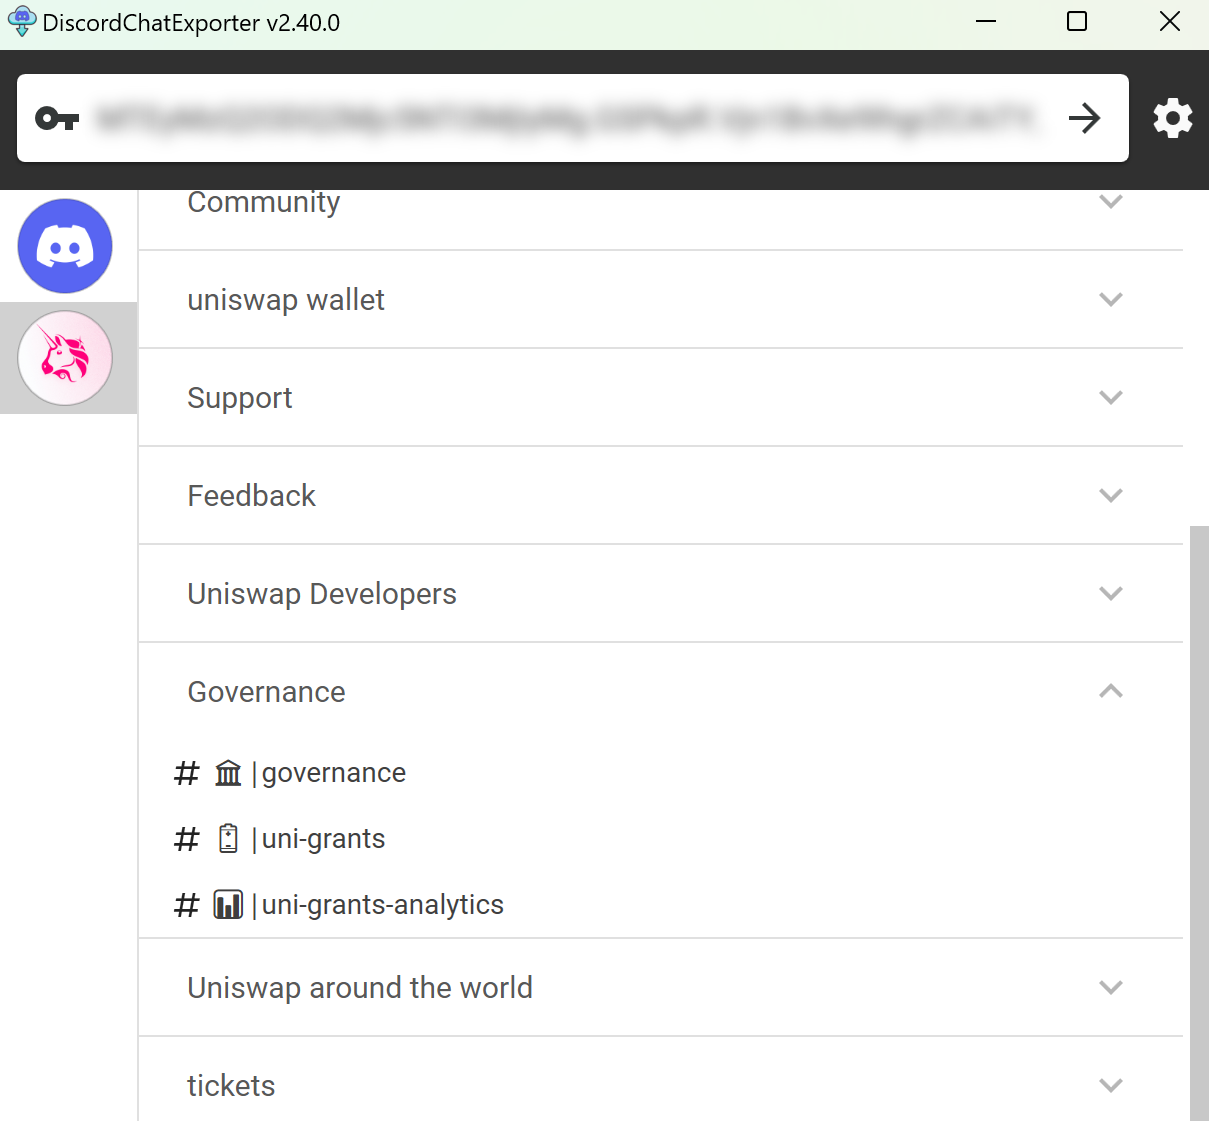 DiscordChatExporter v2.40.0
Community
uniswap wallet
Support
Feedback
Uniswap Developers
Governance
# 🏛 | governance
# | uni-grants
# 📊 | uni-grants-analytics
Uniswap around the world
tickets